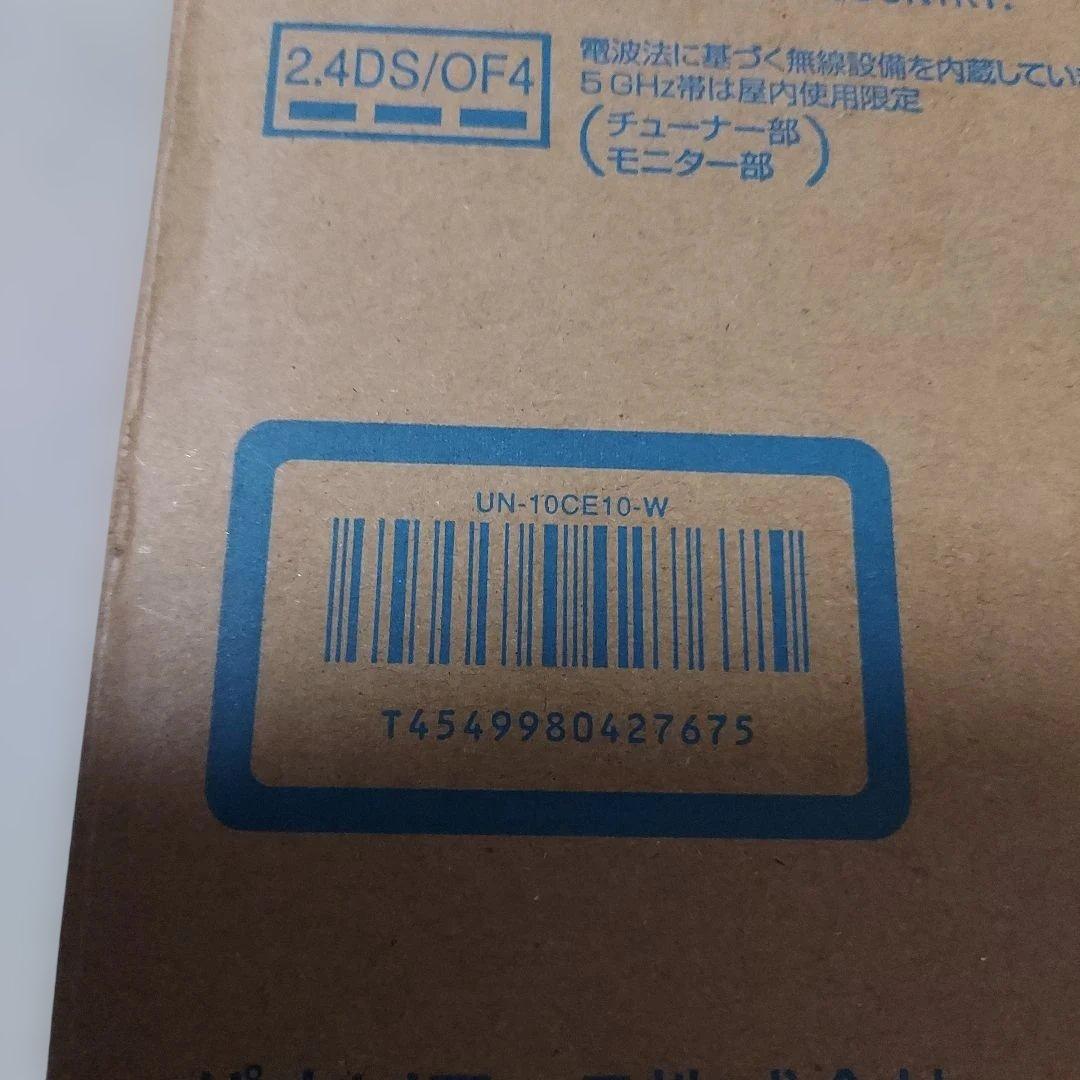 2.4DS/OF4
電波法に基づく無線設備を内蔵してい
5GHz帯は屋内使用限定
(チューナー部
モニター部)
UN-10CE10-W
T4549980427675